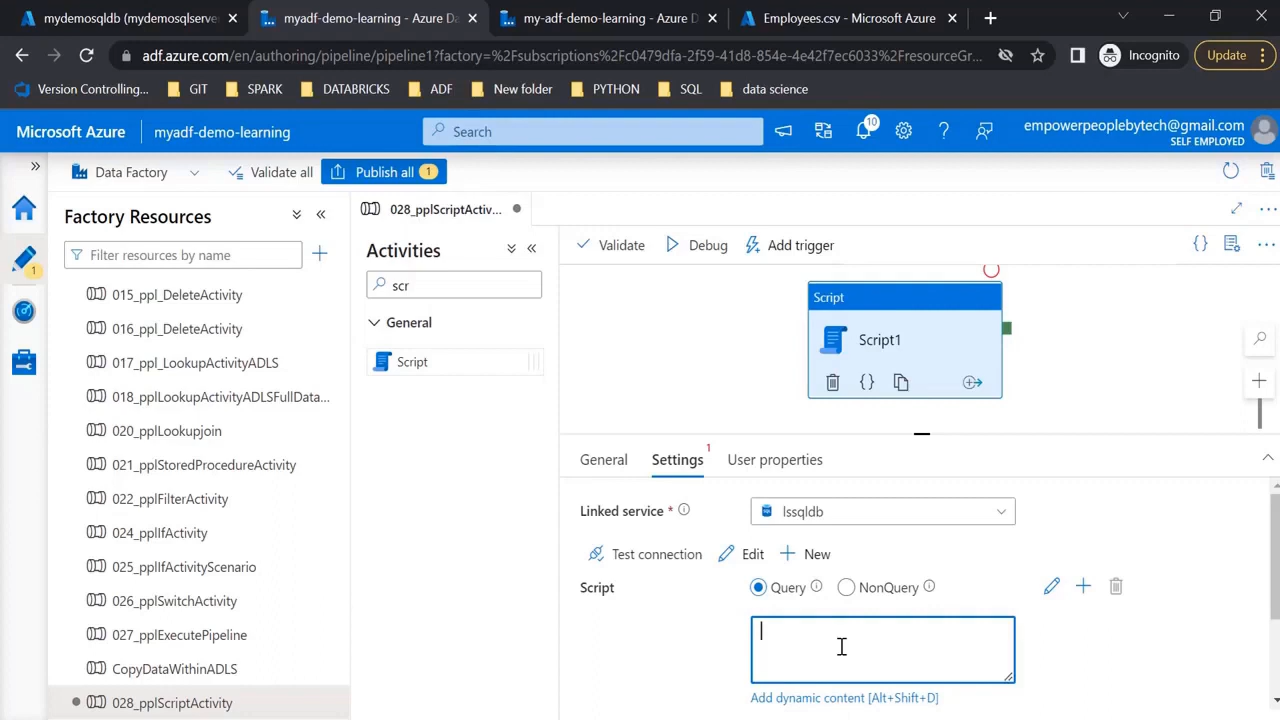 mydemosqldb (mydemosqlserve
myadf-demo-learning - Azure Da
my-adf-demo-learning - Azure D
Employees.csv - Microsoft Azure
adf.azure.com/en/authoring/pipeline/pipeline1?factory=%2Fsubscriptions%2Fc0479dfa-2f59-41d8-854e-4e42f7ec6033%2FresourceGr...
Incognito
Update
Version Controlling...
GIT
SPARK
DATABRICKS
ADF
New folder
PYTHON
SQL
data science
Microsoft Azure
myadf-demo-learning
Search
10
empowerpeoplebytech@gmail.com
SELF EMPLOYED
Data Factory
Validate all
Publish all 1
1
Factory Resources
Filter resources by name
015_ppl_DeleteActivity
016_ppl_DeleteActivity
017_ppl_LookupActivityADLS
018_pplLookupActivityADLSFullData...
020_pplLookupjoin
021_pplStoredProcedureActivity
022_pplFilterActivity
024_pplIfActivity
025_pplIfActivityScenario
026_pplSwitchActivity
027_pplExecutePipeline
CopyDataWithinADLS
028_pplScriptActivity
028_pplScriptActiv...
Activities
scr
General
Script
Validate
Debug
Add trigger
Script
Script1
General
Settings 1
User properties
Linked service *
lssqldb
Test connection
Edit
New
Script
Query
NonQuery
Add dynamic content [Alt+Shift+D]